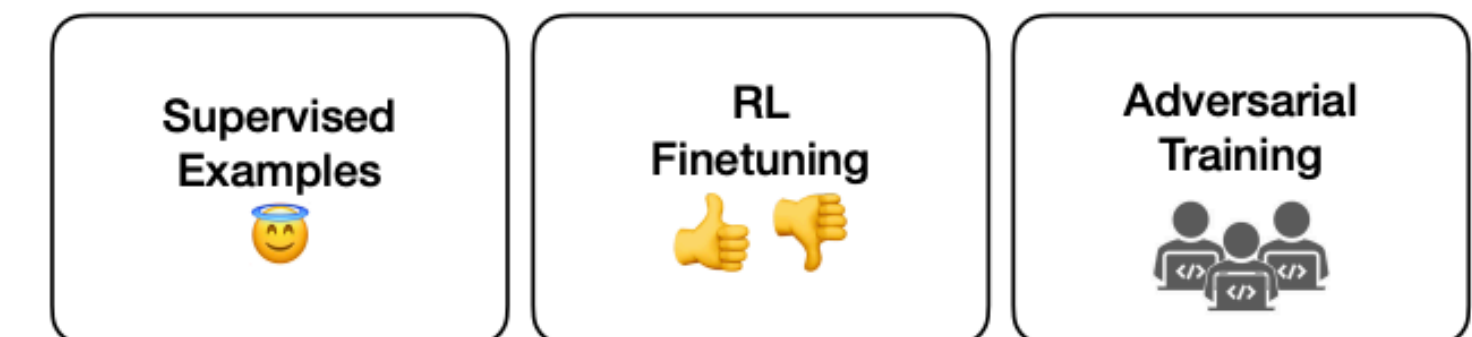 Supervised
Examples
RL
Finetuning
Adversarial
Training
</>
</>
</>